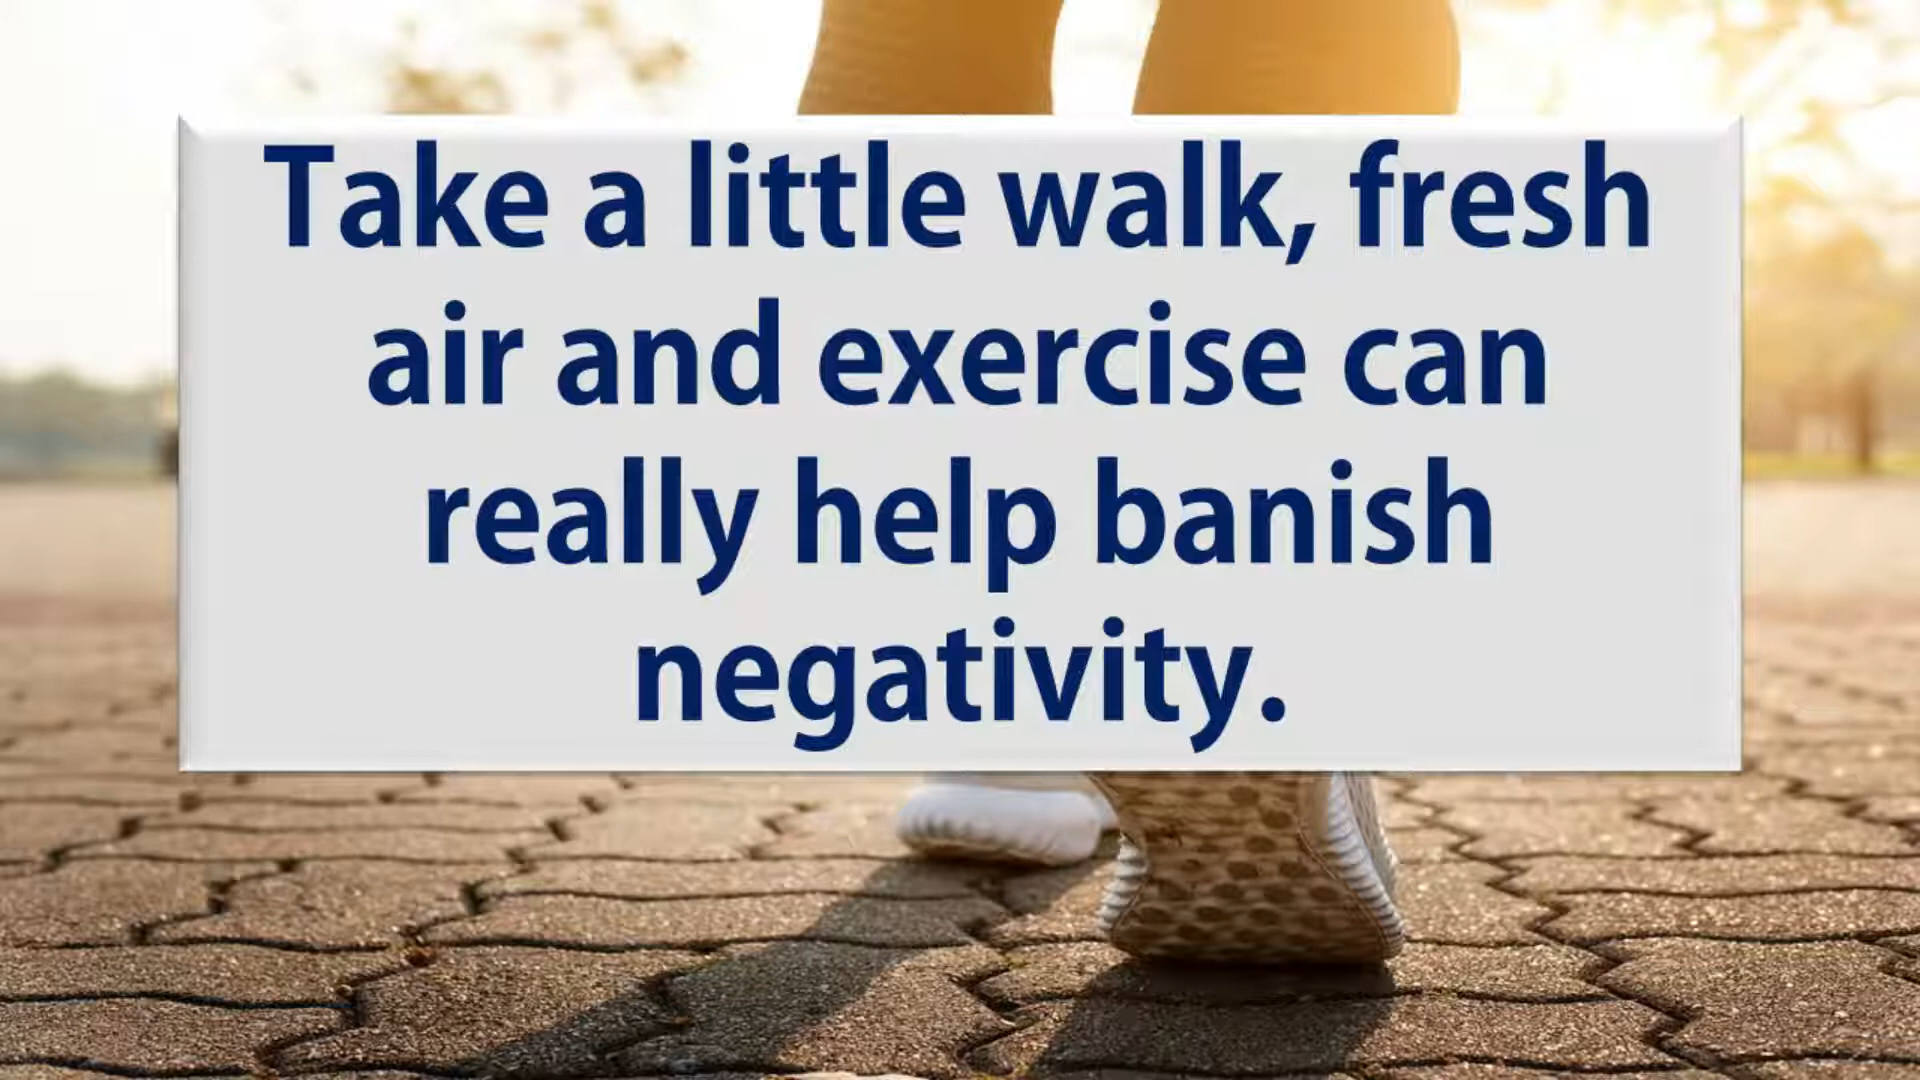 Take a little walk, fresh
air and exercise can
really help banish
negativity.